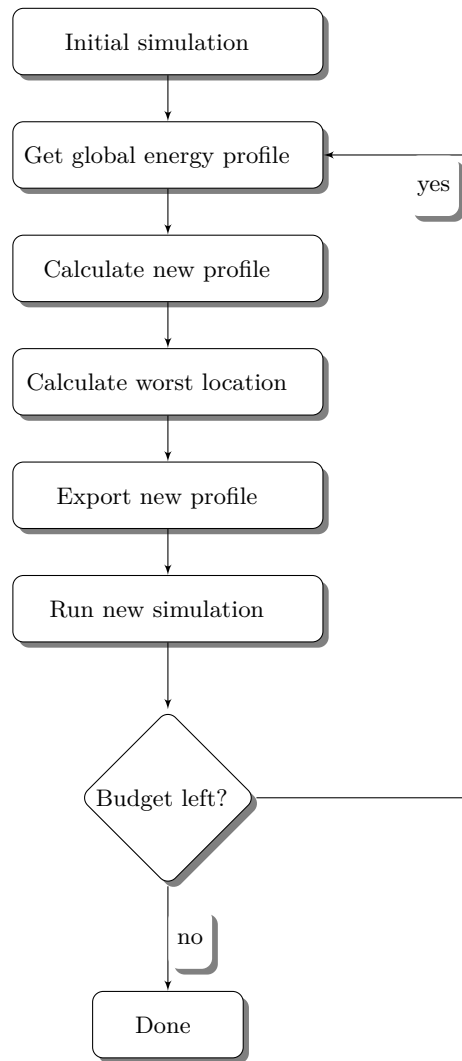 Initial simulation
Get global energy profile
yes
Calculate new profile
Calculate worst location
Export new profile
Run new simulation
Budget left?
no
Done